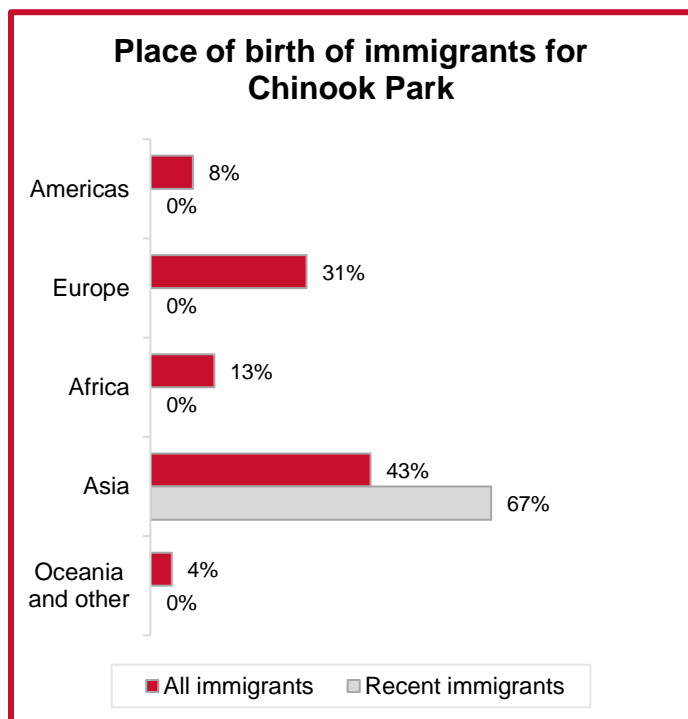 Place of birth of immigrants for
Chinook Park
Americas
8%
0%
Europe
31%
0%
Africa
13%
0%
Asia
43%
67%
Oceania
and other
4%
0%
All immigrants
Recent immigrants